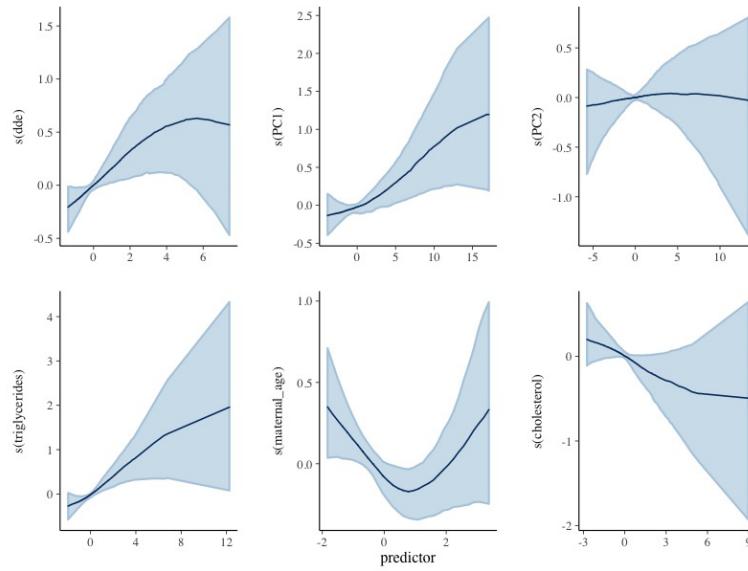 s(dde)
1.5
1.0
0.5
0.0
-0.5
0 2 4 6
s(PC1)
2.5
2.0
1.5
1.0
0.5
0.0
-0.5
0 5 10 15
s(PC2)
0.5
0.0
-0.5
-1.0
-5 0 5 10
s(triglycerides)
4
3
2
1
0
0 4 8 12
s(maternal_age)
1.0
0.5
0.0
-2 0 2
s(cholesterol)
0
-1
-2
-3 0 3 6 9
predictor